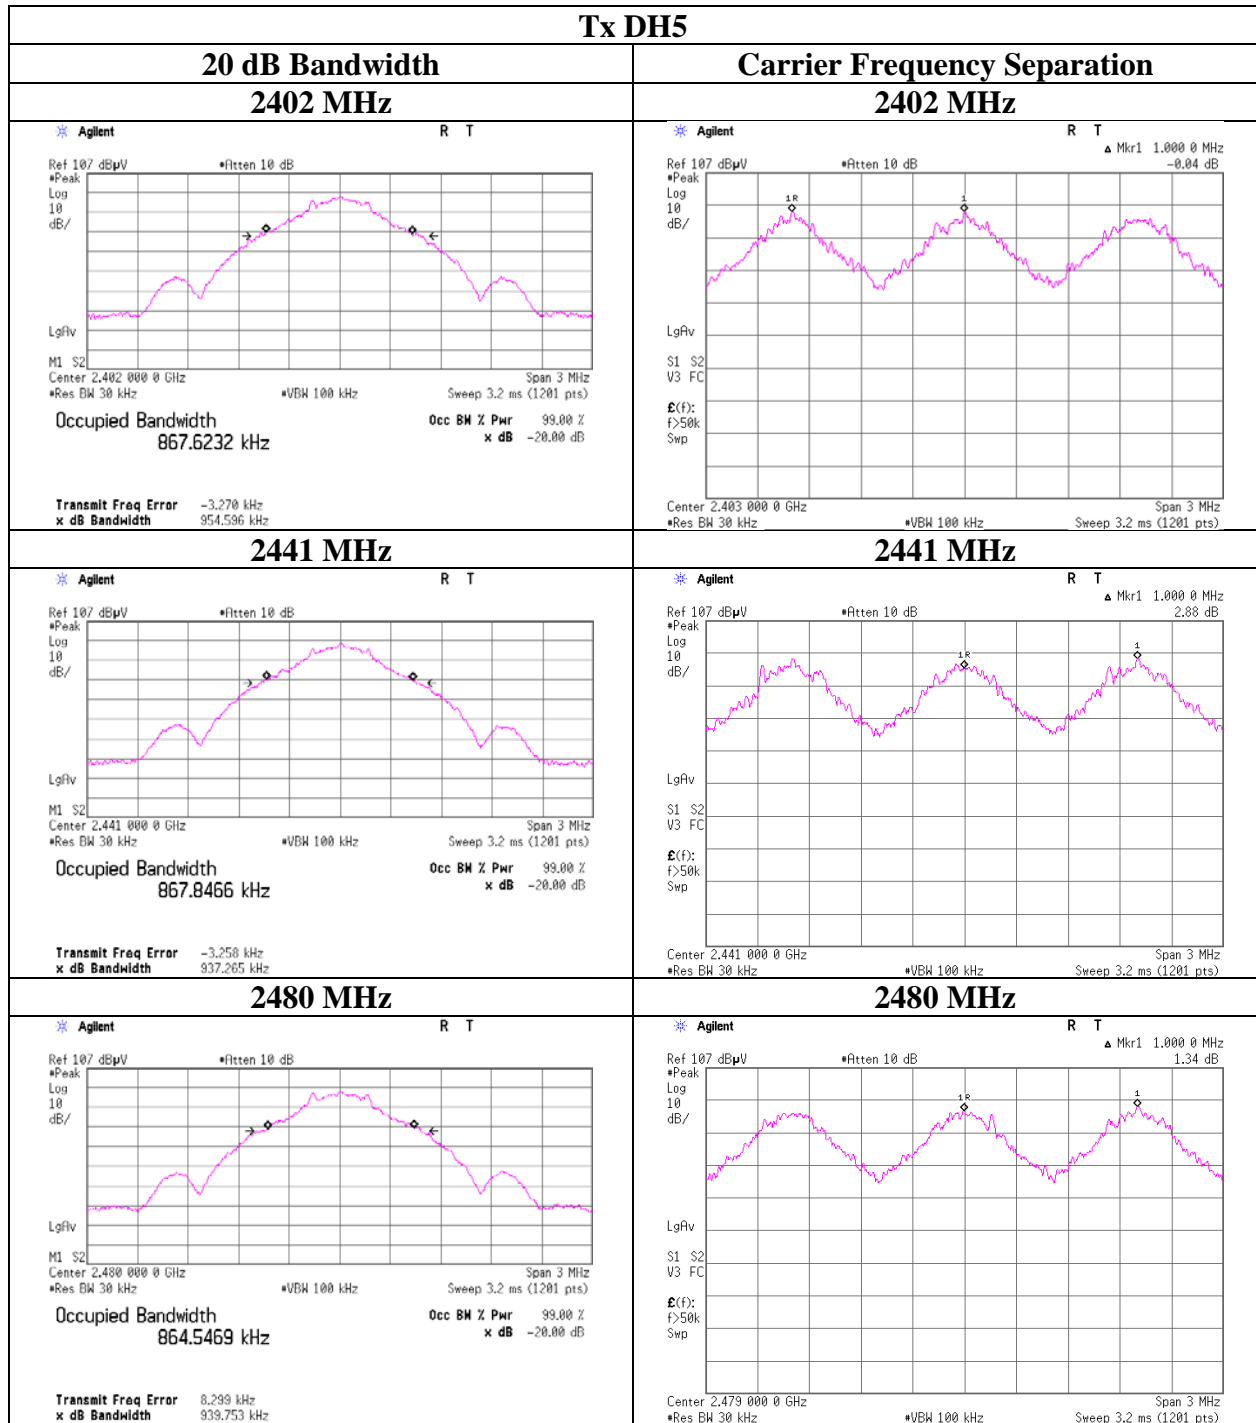 Tx DH5
20 dB Bandwidth
Carrier Frequency Separation
2402 MHz
2402 MHz
Agilent
R T
Ref 107 dBµV
#Atten 10 dB
#Peak
Log
10
dB/
LgAv
M1 S2
Center 2.402 000 0 GHz
Span 3 MHz
#Res BW 30 kHz
#VBW 100 kHz
Sweep 3.2 ms (1201 pts)
Occupied Bandwidth
867.6232 kHz
Occ BW % Pwr 99.00 %
x dB -20.00 dB
Transmit Freq Error -3.270 kHz
x dB Bandwidth 954.596 kHz
Agilent
R T
Δ Mkr1 1.000 0 MHz
Ref 107 dBµV
#Atten 10 dB
-0.04 dB
#Peak
Log
10
dB/
1R
1
LgAv
S1 S2
V3 FC
£(f):
f>50k
Swp
Center 2.403 000 0 GHz
Span 3 MHz
#Res BW 30 kHz
#VBW 100 kHz
Sweep 3.2 ms (1201 pts)
2441 MHz
2441 MHz
Agilent
R T
Ref 107 dBµV
#Atten 10 dB
#Peak
Log
10
dB/
LgAv
M1 S2
Center 2.441 000 0 GHz
Span 3 MHz
#Res BW 30 kHz
#VBW 100 kHz
Sweep 3.2 ms (1201 pts)
Occupied Bandwidth
867.8466 kHz
Occ BW % Pwr 99.00 %
x dB -20.00 dB
Transmit Freq Error -3.258 kHz
x dB Bandwidth 937.265 kHz
Agilent
R T
Δ Mkr1 1.000 0 MHz
Ref 107 dBµV
#Atten 10 dB
2.88 dB
#Peak
Log
10
dB/
1R
1
LgAv
S1 S2
V3 FC
£(f):
f>50k
Swp
Center 2.441 000 0 GHz
Span 3 MHz
#Res BW 30 kHz
#VBW 100 kHz
Sweep 3.2 ms (1201 pts)
2480 MHz
2480 MHz
Agilent
R T
Ref 107 dBµV
#Atten 10 dB
#Peak
Log
10
dB/
LgAv
M1 S2
Center 2.480 000 0 GHz
Span 3 MHz
#Res BW 30 kHz
#VBW 100 kHz
Sweep 3.2 ms (1201 pts)
Occupied Bandwidth
864.5469 kHz
Occ BW % Pwr 99.00 %
x dB -20.00 dB
Transmit Freq Error 8.299 kHz
x dB Bandwidth 939.753 kHz
Agilent
R T
Δ Mkr1 1.000 0 MHz
Ref 107 dBµV
#Atten 10 dB
1.34 dB
#Peak
Log
10
dB/
1R
1
LgAv
S1 S2
V3 FC
£(f):
f>50k
Swp
Center 2.479 000 0 GHz
Span 3 MHz
#Res BW 30 kHz
#VBW 100 kHz
Sweep 3.2 ms (1201 pts)